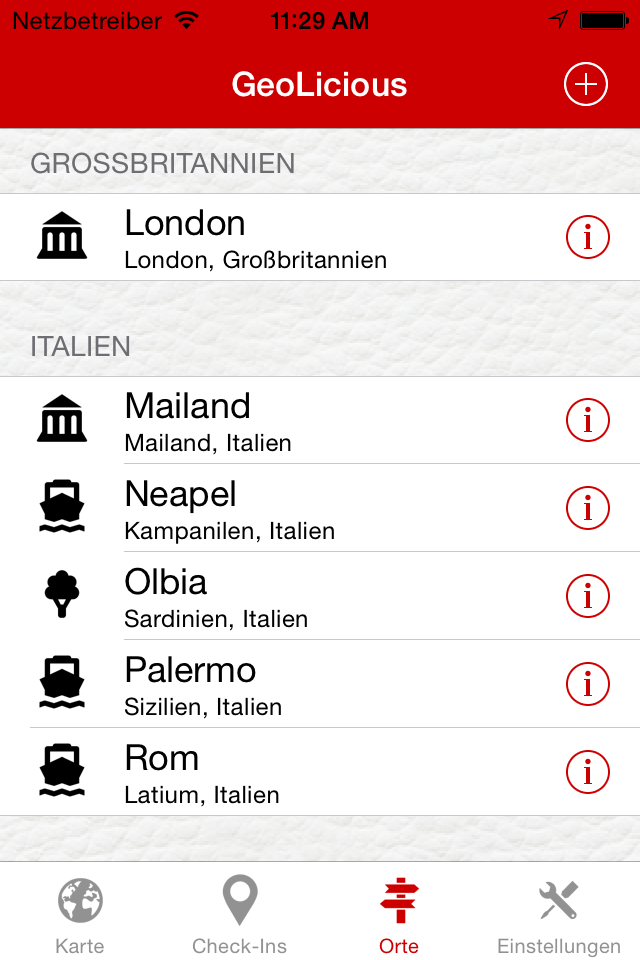 Netzbetreiber 11:29 AM
GeoLicious
GROSSBRITANNIEN
London
London, Großbritannien
ITALIEN
Mailand
Mailand, Italien
Neapel
Kampanilen, Italien
Olbia
Sardinien, Italien
Palermo
Sizilien, Italien
Rom
Latium, Italien
Karte Check-Ins Orte Einstellungen